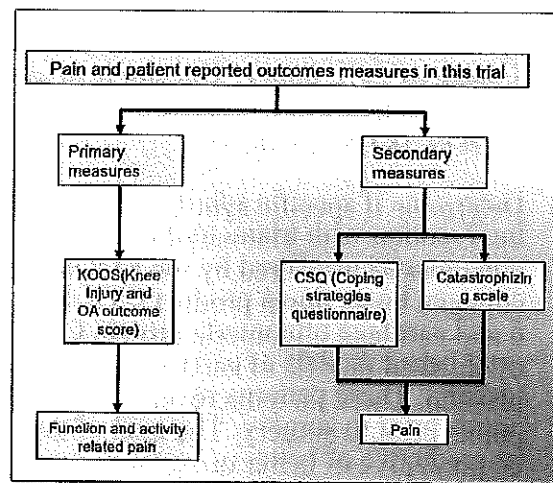 Pain and patient reported outcomes measures in this trial
Primary
measures
Secondary
measures
KOOS(Knee
Injury and
OA outcome
score)
CSQ (Coping
strategies
questionnaire)
Catastrophizin
g scale
Function and activity
related pain
Pain